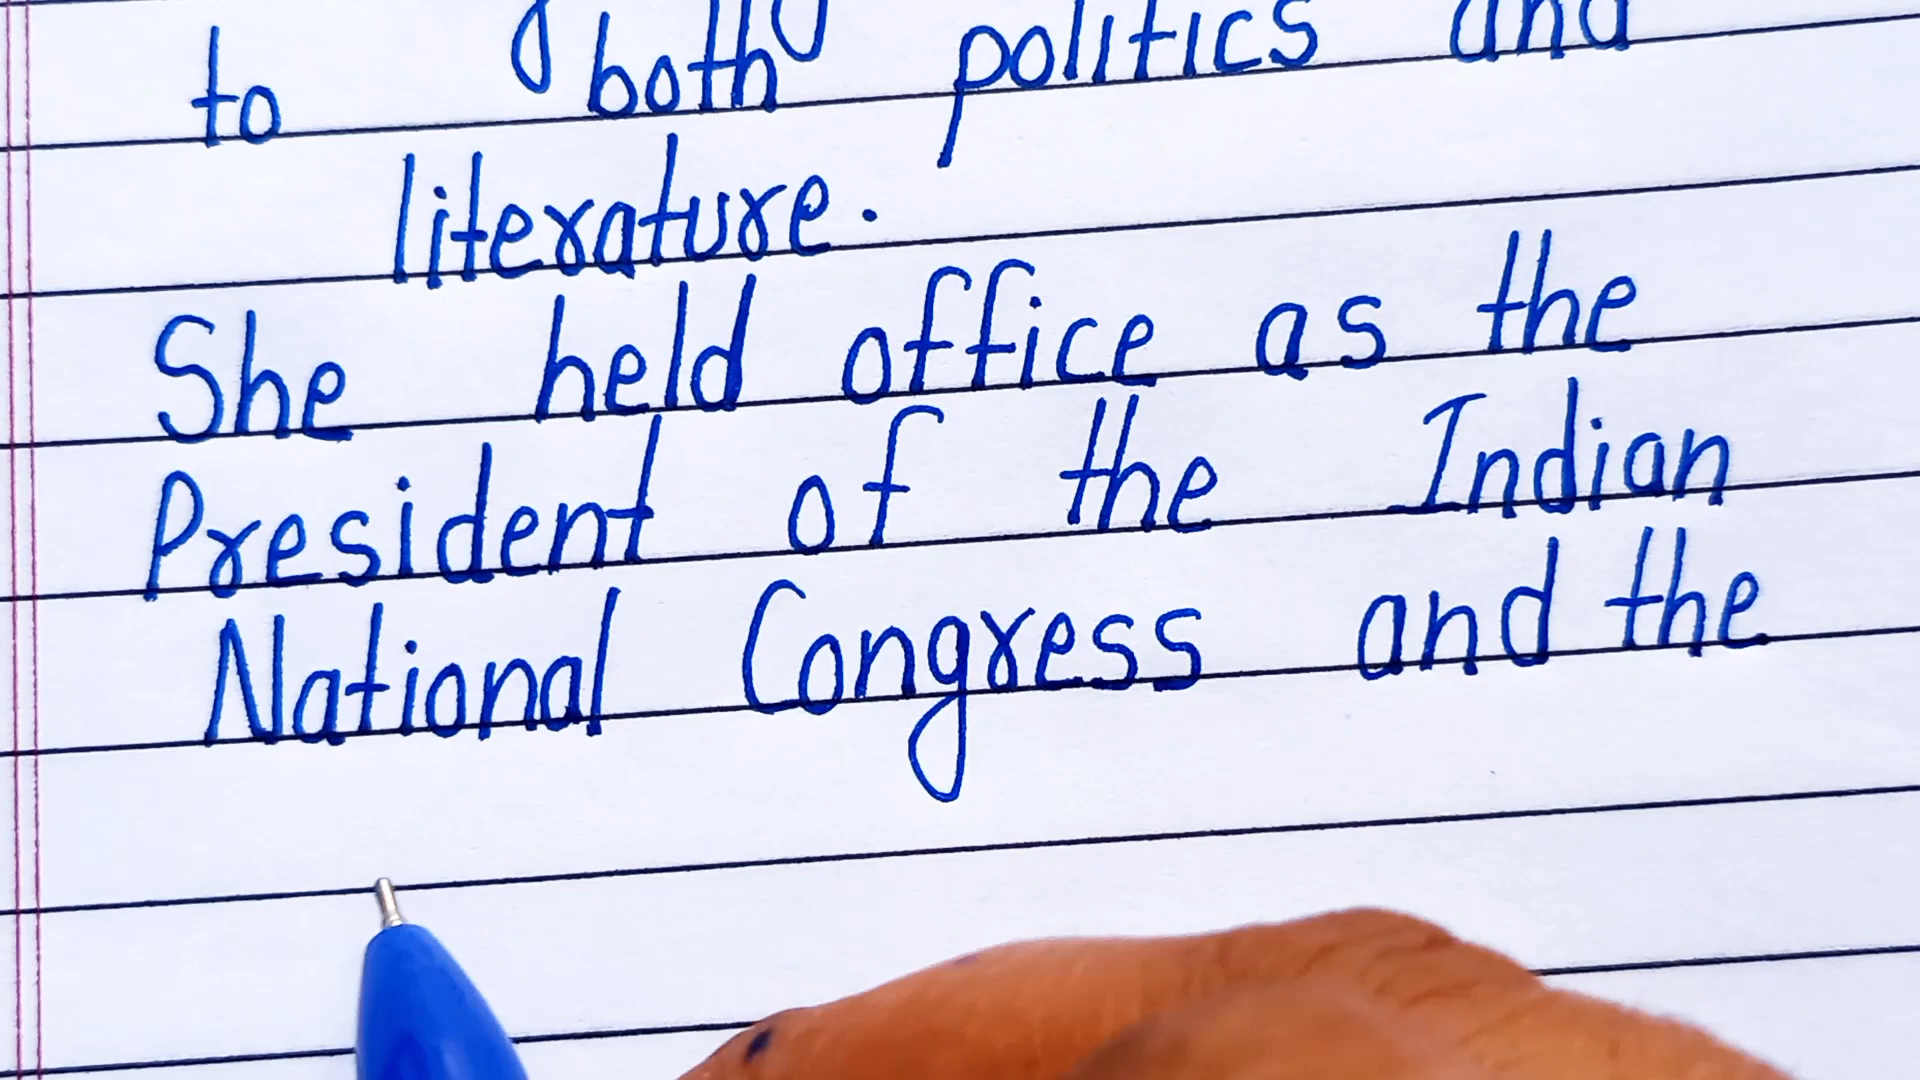 to both politics and
literature.
She held office as the
President of the Indian
National Congress and the